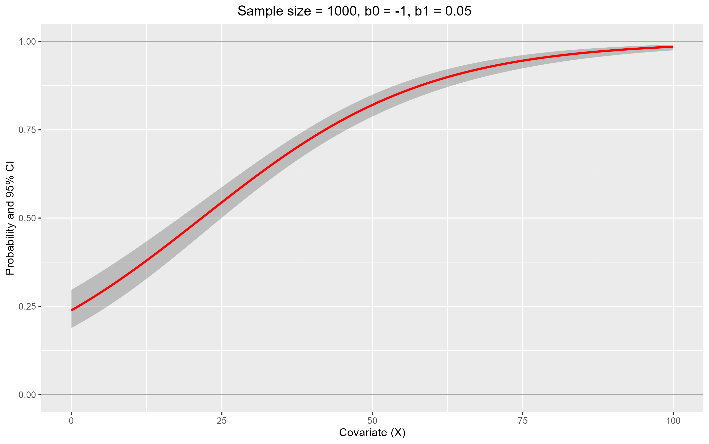 Sample size = 1000, b0 = -1, b1 = 0.05
Probability and 95% CI
1.00
0.75
0.50
0.25
0.00
0 25 50 75 100
Covariate (X)